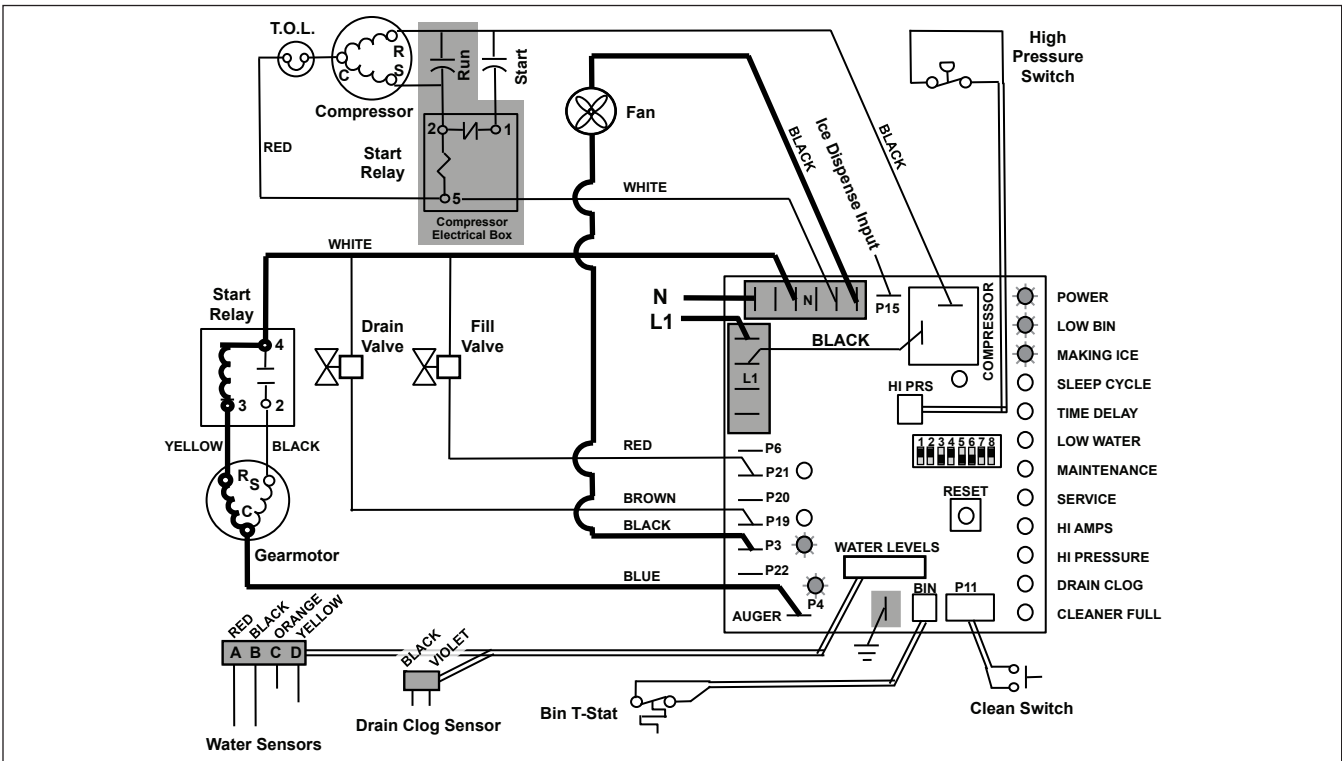 T.O.L.
R
S
C
Compressor
Run
Start
2
1
5
Start
Relay
Compressor
Electrical Box
RED
WHITE
Fan
BLACK
Ice Dispense Input
BLACK
High
Pressure
Switch
WHITE
Start
Relay
4
3
2
YELLOW
BLACK
R
S
C
Gearmotor
Drain
Valve
Fill
Valve
N
L1
N
P15
COMPRESSOR
BLACK
L1
HI PRS
1 2 3 4 5 6 7 8
RESET
RED
BROWN
BLACK
BLUE
P6
P21
P20
P19
P3
P22
P4
AUGER
WATER LEVELS
BIN
P11
POWER
LOW BIN
MAKING ICE
SLEEP CYCLE
TIME DELAY
LOW WATER
MAINTENANCE
SERVICE
HI AMPS
HI PRESSURE
DRAIN CLOG
CLEANER FULL
RED
BLACK
ORANGE
YELLOW
A B C D
Water Sensors
BLACK
VIOLET
Drain Clog Sensor
Bin T-Stat
Clean Switch